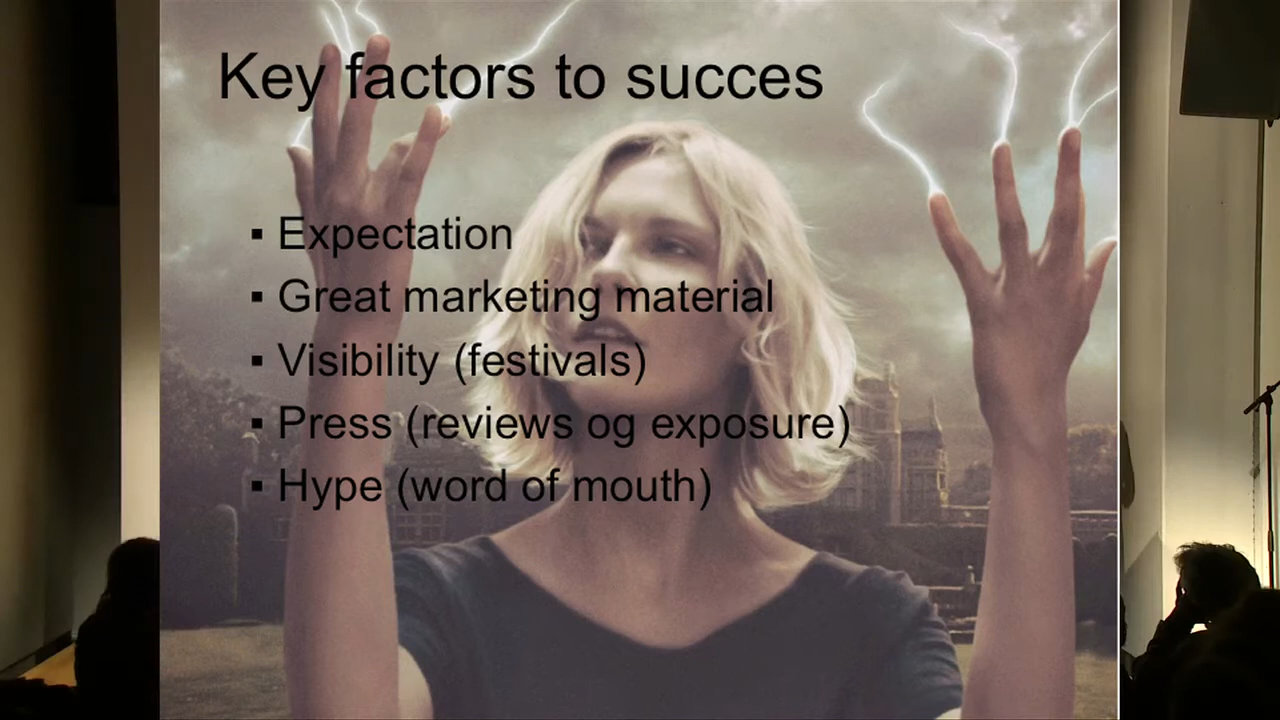 Key factors to succes
▪ Expectation
▪ Great marketing material
▪ Visibility (festivals)
▪ Press (reviews og exposure)
▪ Hype (word of mouth)